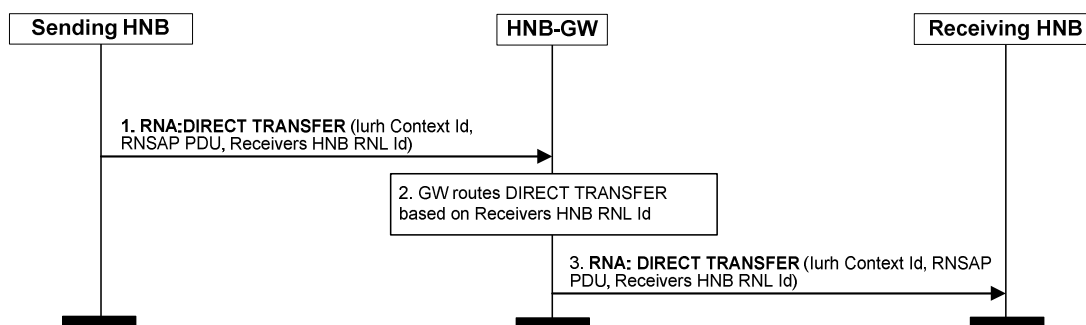 Sending HNB
HNB-GW
Receiving HNB
1. RNA:DIRECT TRANSFER (Iurh Context Id,
RNSAP PDU, Receivers HNB RNL Id)
2. GW routes DIRECT TRANSFER
based on Receivers HNB RNL Id
3. RNA: DIRECT TRANSFER (Iurh Context Id, RNSAP
PDU, Receivers HNB RNL Id)